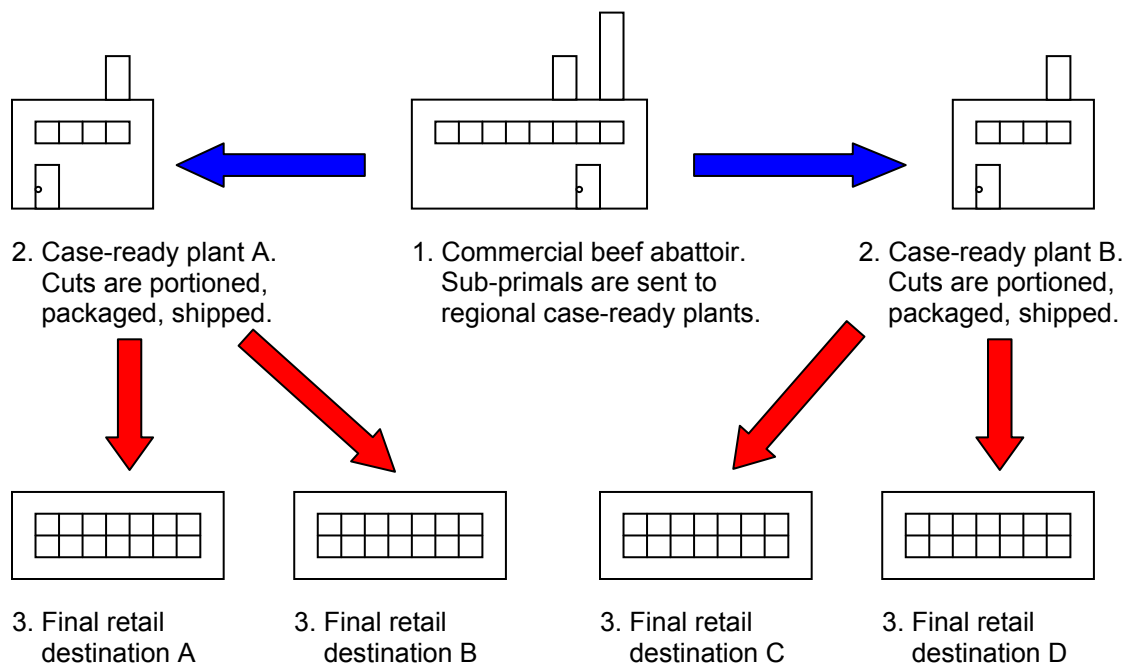 2. Case-ready plant A.
Cuts are portioned,
packaged, shipped.
1. Commercial beef abattoir.
Sub-primals are sent to
regional case-ready plants.
2. Case-ready plant B.
Cuts are portioned,
packaged, shipped.
3. Final retail
destination A
3. Final retail
destination B
3. Final retail
destination C
3. Final retail
destination D